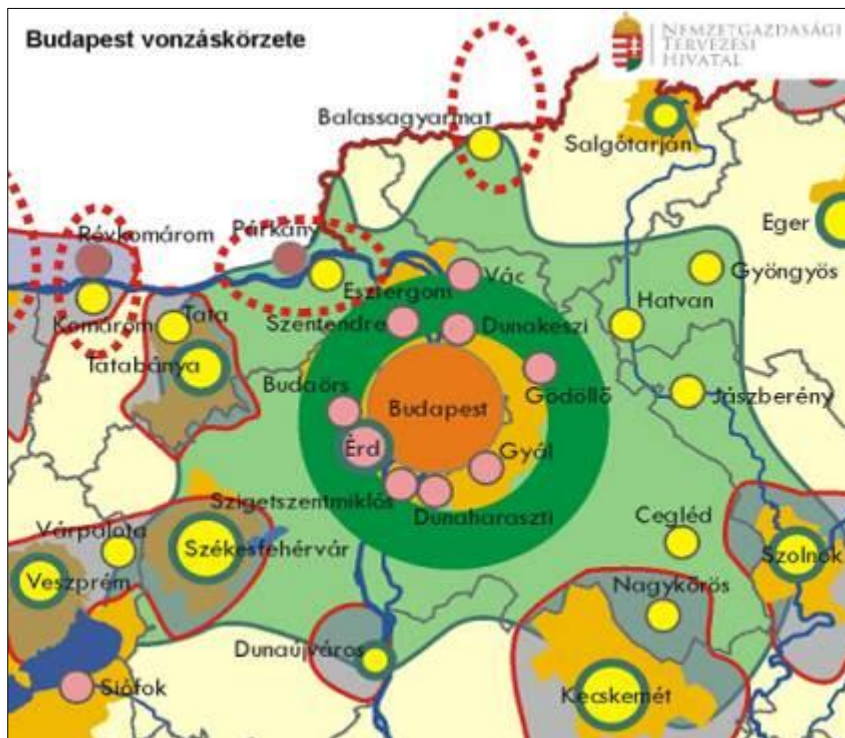 Budapest vonzáskörzete
NEMZETGAZDASÁGI
TERVEZÉSI
HIVATAL
Balassagyarmat
Salgótarján
Eger
Révkomárom
Párkány
Vác
Gyöngyös
Esztergom
Hatvan
Komárom
Tata
Szentendre
Dunakeszi
Tatabánya
Gödöllő
Budaörs
Jászberény
Budapest
Érd
Gyál
Szigetszentmiklós
Dunaharaszti
Cegléd
Várpalota
Székesfehérvár
Szolnok
Veszprém
Nagykőrös
Dunaújváros
Siófok
Kecskemét